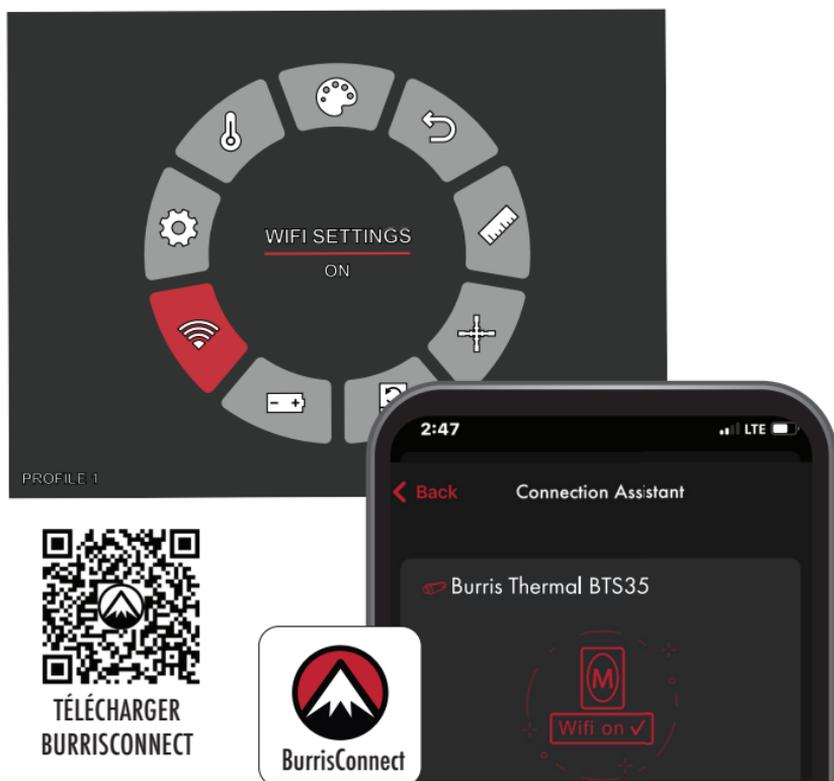 WIFI SETTINGS
ON
PROFILE 1
2:47
LTE
Back
Connection Assistant
Burris Thermal BTS35
M
Wifi on ✓
TÉLÉCHARGER
BURRISCONNECT
BurrisConnect